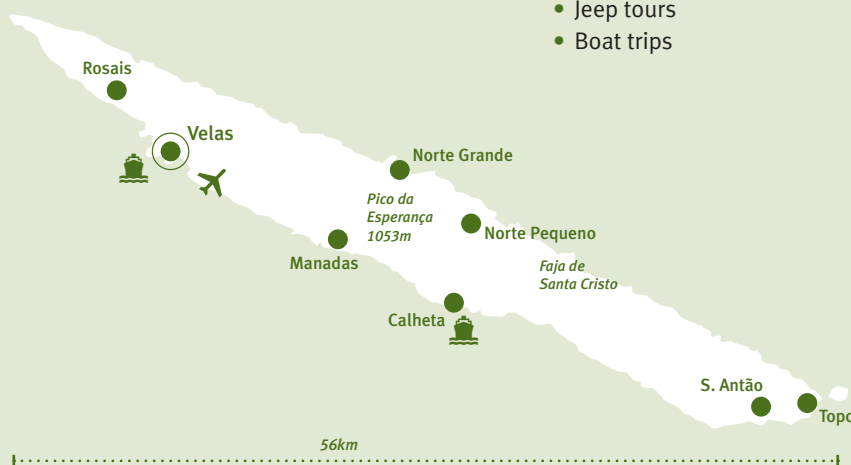 • Jeep tours
• Boat trips
Rosais
Velas
Norte Grande
Pico da
Esperança
1053m
Norte Pequeno
Manadas
Faja de
Santa Cristo
Calheta
S. Antão
Topo
56km